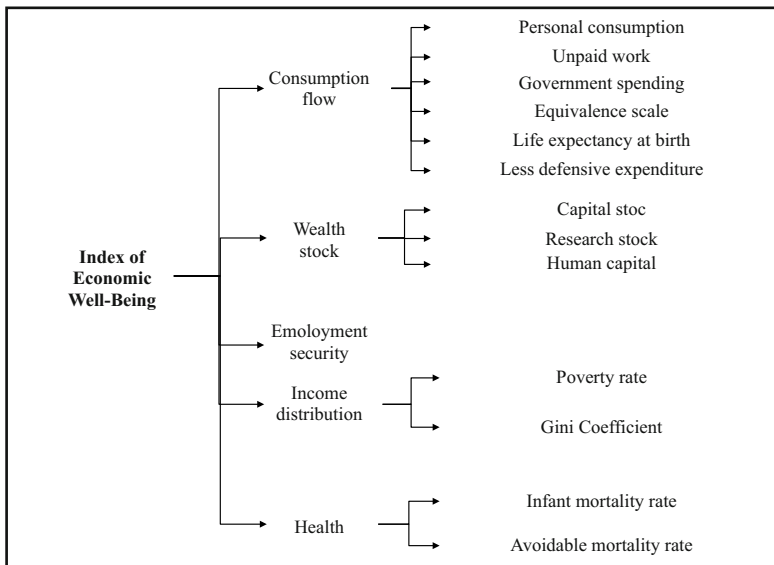 Index of
Economic
Well-Being
Consumption
flow
Personal consumption
Unpaid work
Government spending
Equivalence scale
Life expectancy at birth
Less defensive expenditure
Wealth
stock
Capital stoc
Research stock
Human capital
Emoloyment
security
Income
distribution
Poverty rate
Gini Coefficient
Health
Infant mortality rate
Avoidable mortality rate